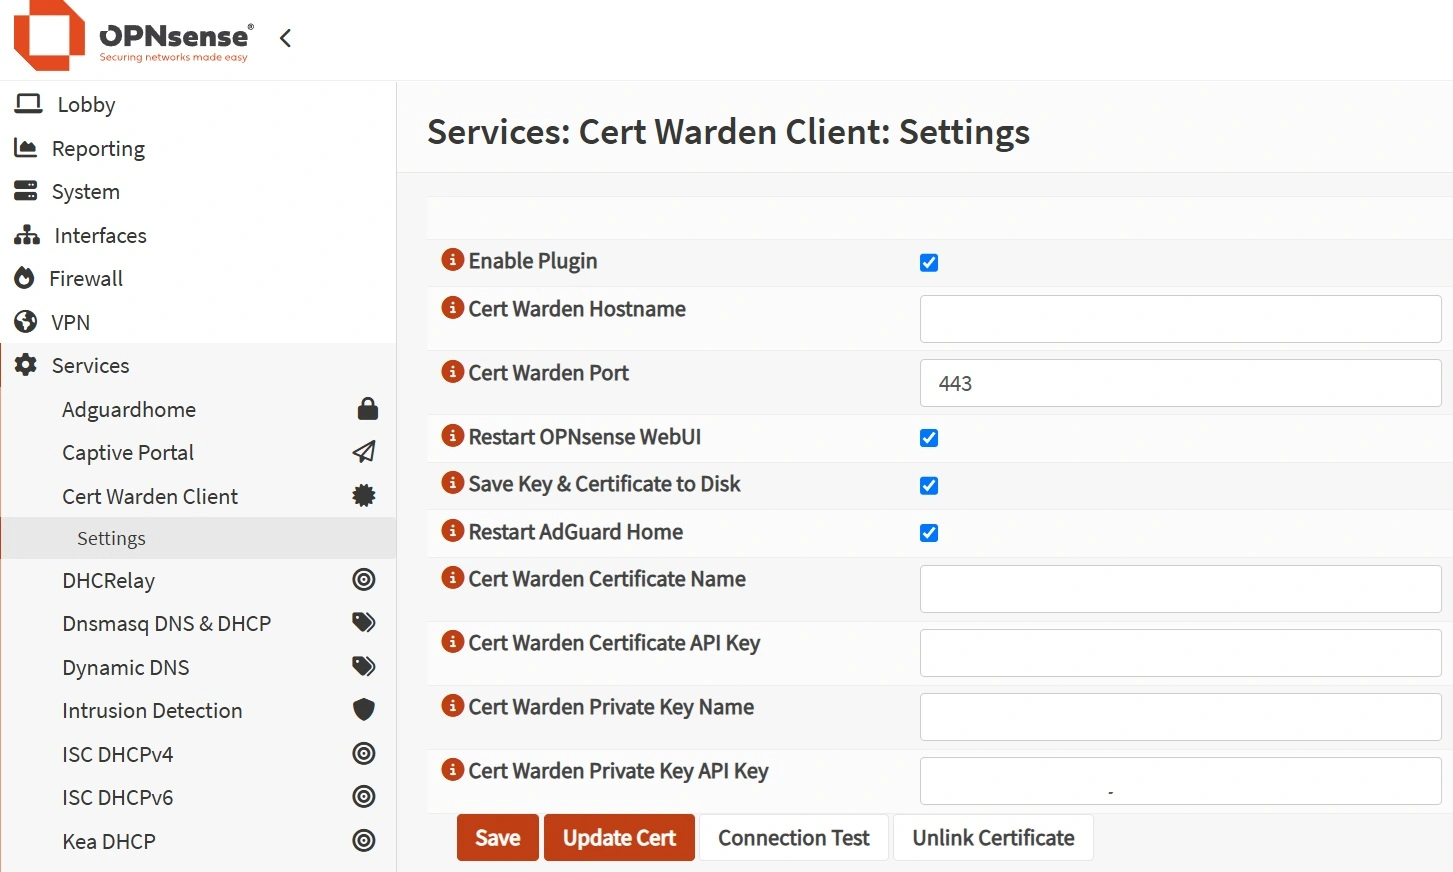 OPNsense®
Securing networks made easy
Lobby
Reporting
System
Interfaces
Firewall
VPN
Services
Adguardhome
Captive Portal
Cert Warden Client
Settings
DHCRelay
Dnsmasq DNS & DHCP
Dynamic DNS
Intrusion Detection
ISC DHCPv4
ISC DHCPv6
Kea DHCP
Services: Cert Warden Client: Settings
Enable Plugin
Cert Warden Hostname
Cert Warden Port
443
Restart OPNsense WebUI
Save Key & Certificate to Disk
Restart AdGuard Home
Cert Warden Certificate Name
Cert Warden Certificate API Key
Cert Warden Private Key Name
Cert Warden Private Key API Key
Save
Update Cert
Connection Test
Unlink Certificate